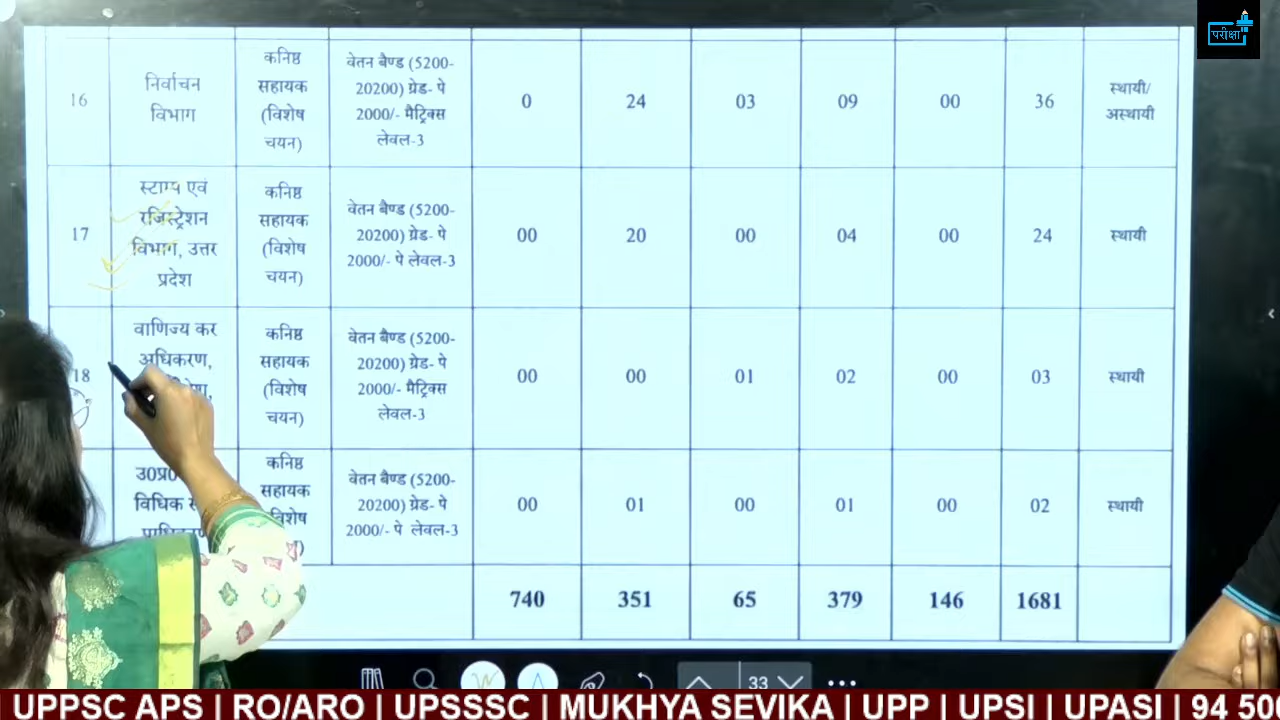 परीक्षा
16
निर्वाचन
विभाग
कनिष्ठ
सहायक
(विशेष
चयन)
वेतन बैण्ड (5200-
20200) ग्रेड- पे
2000/- मैट्रिक्स
लेवल-3
0
24
03
09
00
36
स्थायी/
अस्थायी
17
स्टाम्प एवं
रजिस्ट्रेशन
विभाग, उत्तर
प्रदेश
कनिष्ठ
सहायक
(विशेष
चयन)
वेतन बैण्ड (5200-
20200) ग्रेड- पे
2000/- पे लेवल-3
00
20
00
04
00
24
स्थायी
18
वाणिज्य कर
अधिकरण,
कनिष्ठ
सहायक
(विशेष
चयन)
वेतन बैण्ड (5200-
20200) ग्रेड- पे
2000/- मैट्रिक्स
लेवल-3
00
00
01
02
00
03
स्थायी
उ0प्र0
विधिक
कनिष्ठ
सहायक
वेतन बैण्ड (5200-
20200) ग्रेड- पे
2000/- पे लेवल-3
00
01
00
01
00
02
स्थायी
740
351
65
379
146
1681
33
UPPSC APS | RO/ARO | UPSSSC | MUKHYA SEVIKA | UPP | UPSI | UPASI | 94 50